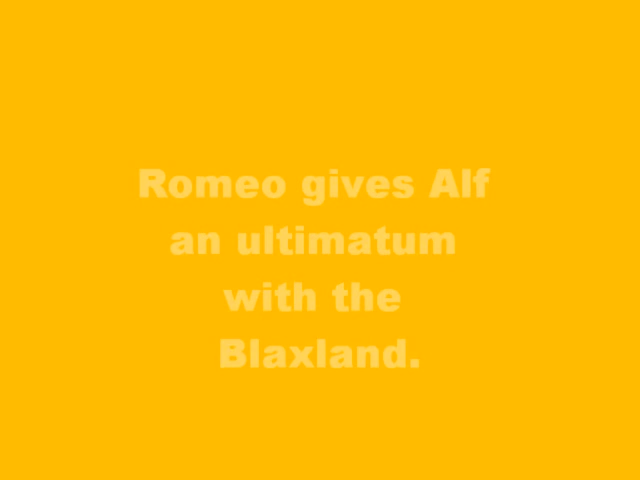 Romeo gives Alf
an ultimatum
with the
Blaxland.